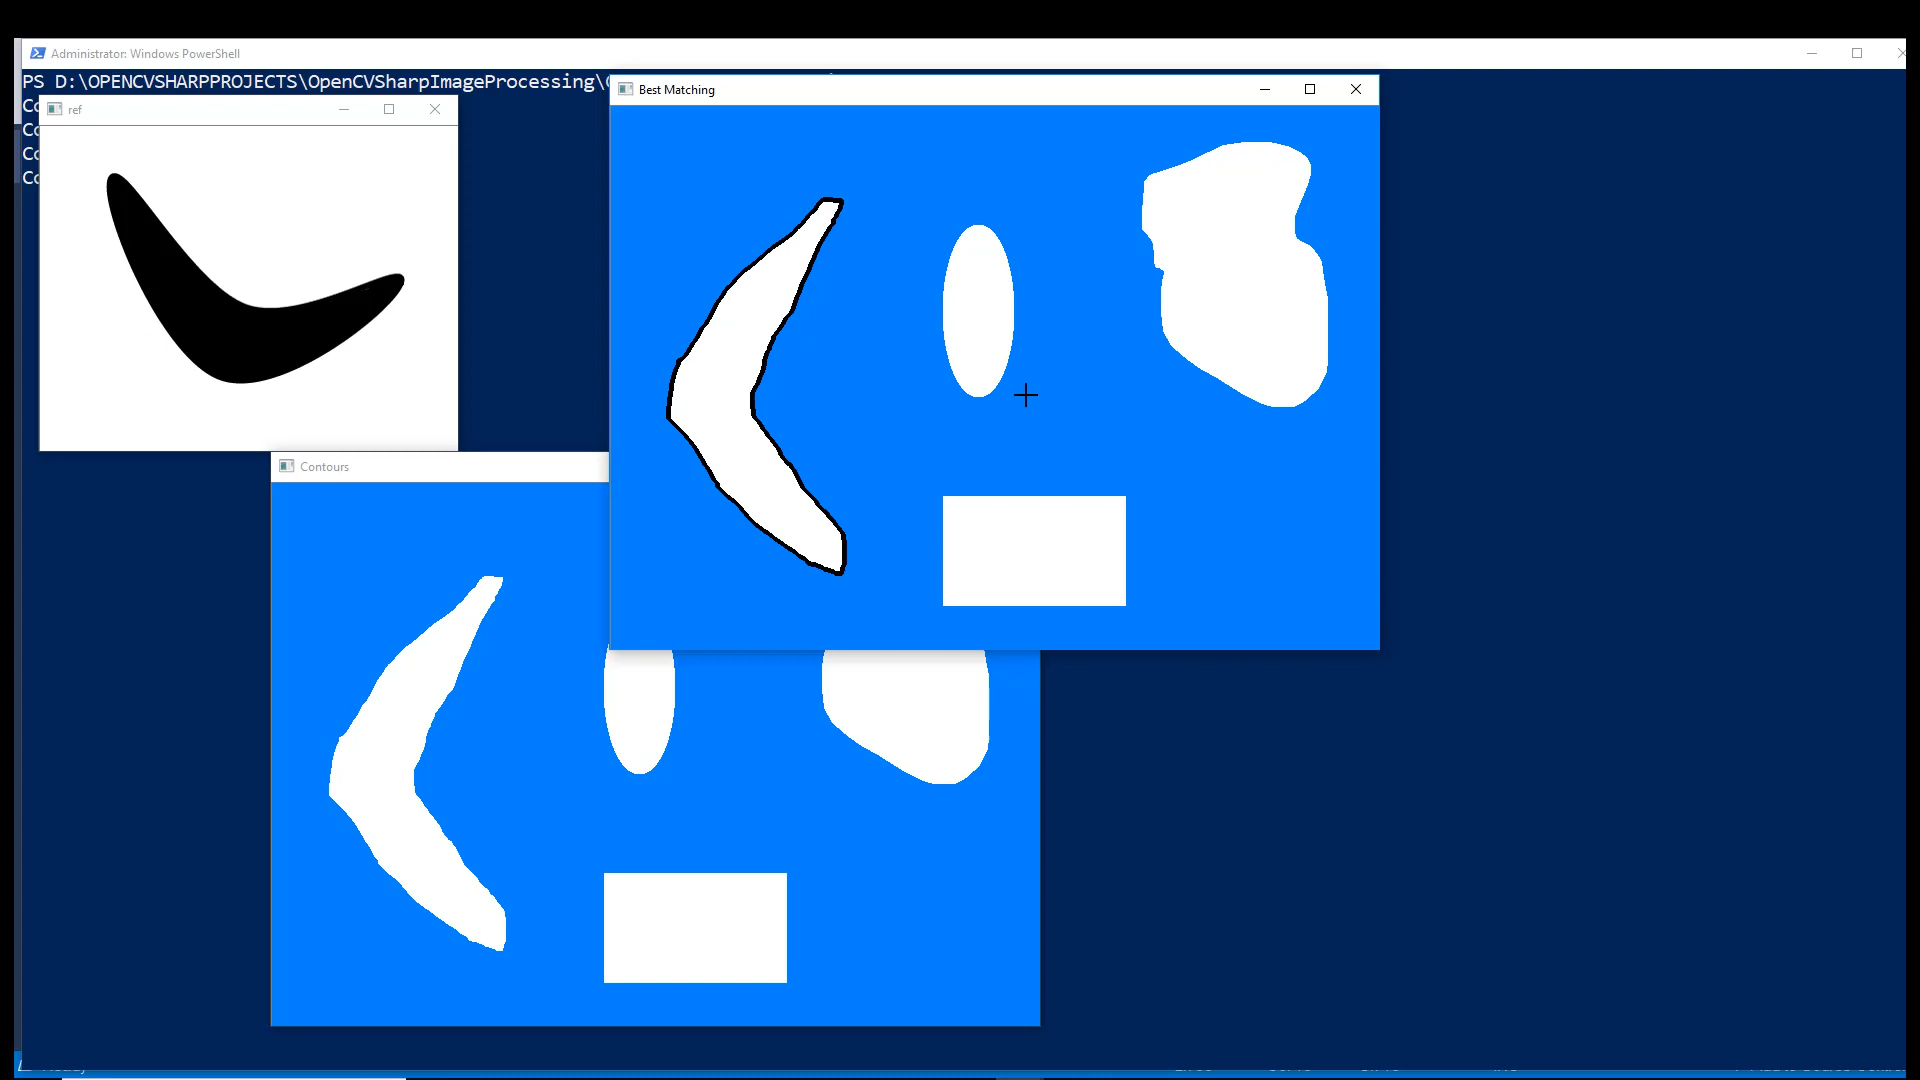 Administrator: Windows PowerShell
PS D:\OPENCVSHARPPROJECTS\OpenCVSharpImageProcessing\
Best Matching
ref
Contours